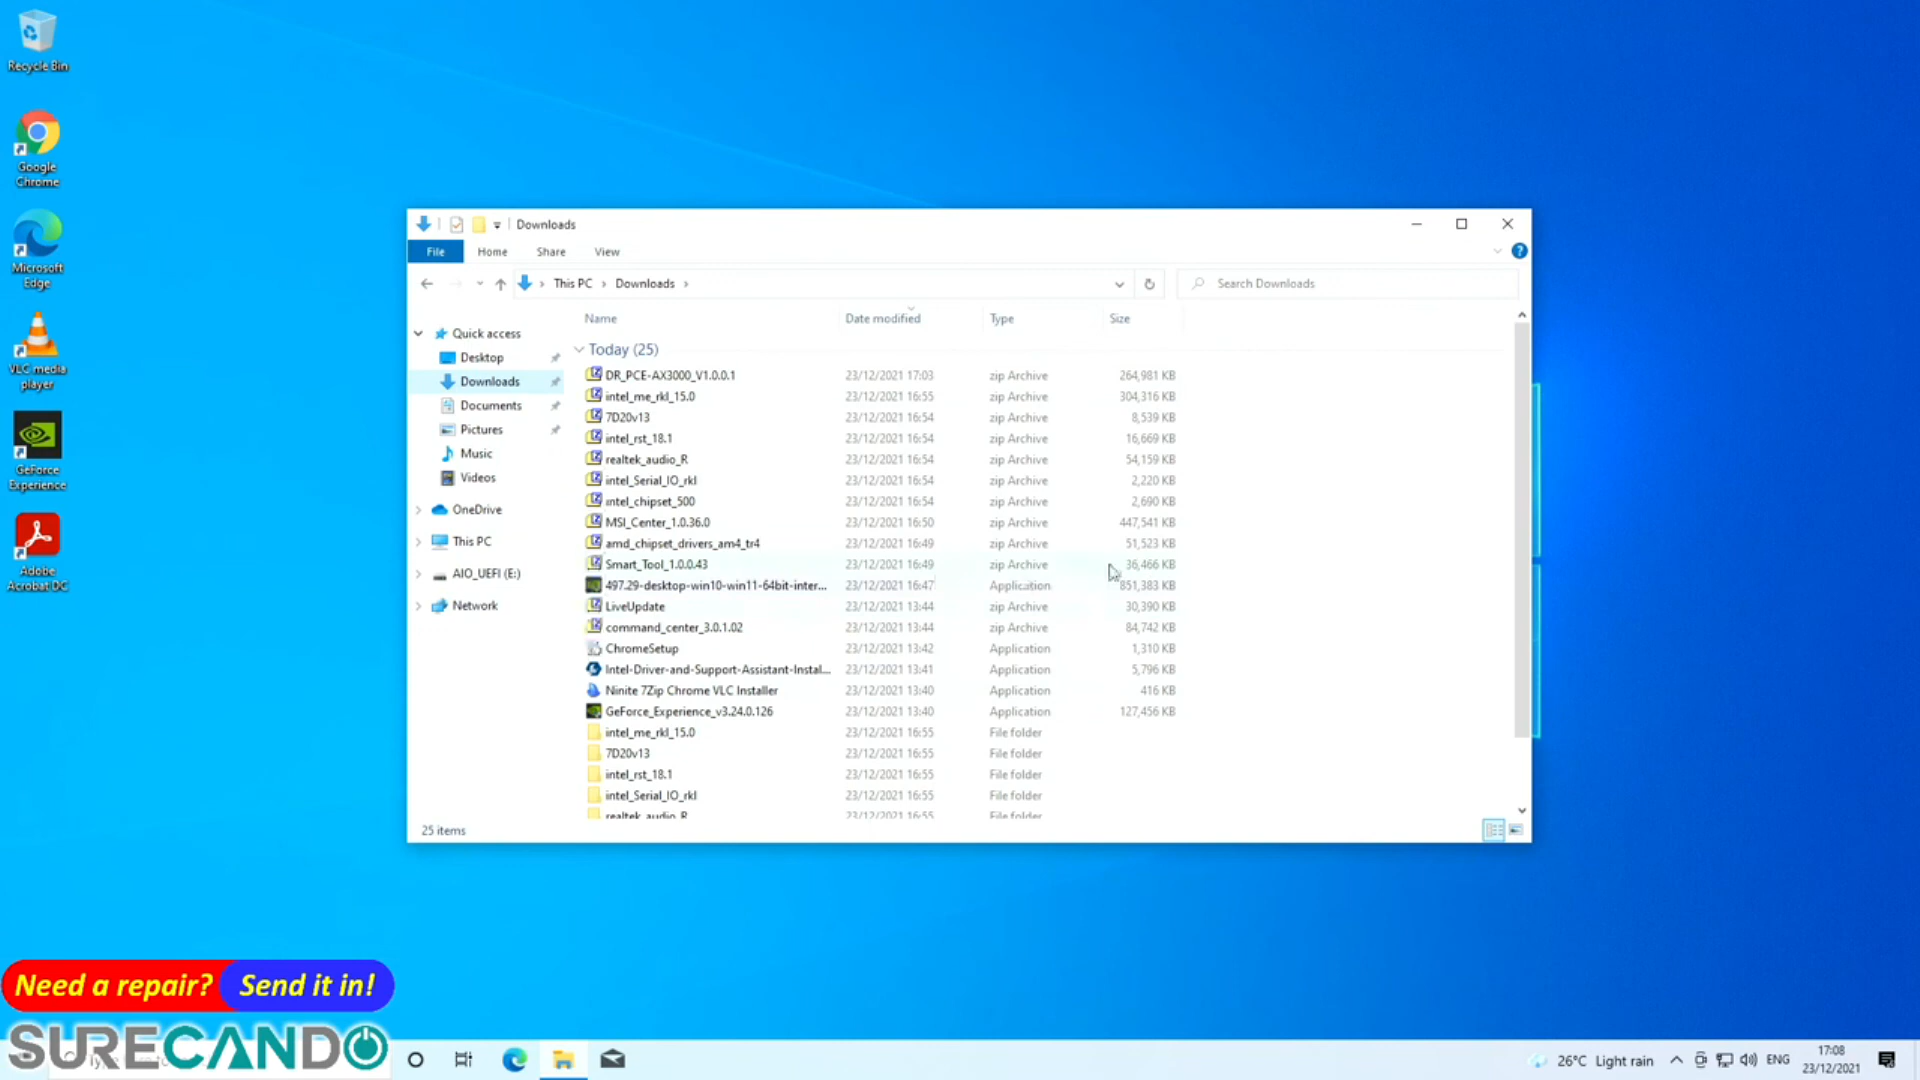 Recycle Bin
Google
Chrome
Microsoft
Edge
VLC media
player
GeForce
Experience
Adobe
Acrobat DC
Downloads
File Home Share View
This PC Downloads
Search Downloads
Name Date modified Type Size
Quick access
Desktop
Downloads
Documents
Pictures
Music
Videos
OneDrive
This PC
AIO_UEFI (E:)
Network
Today (25)
DR_PCE-AX3000_V1.0.0.1 23/12/2021 17:03 zip Archive 264,981 KB
intel_me_rkl_15.0 23/12/2021 16:55 zip Archive 304,316 KB
7D20v13 23/12/2021 16:54 zip Archive 8,539 KB
intel_rst_18.1 23/12/2021 16:54 zip Archive 16,669 KB
realtek_audio_R 23/12/2021 16:54 zip Archive 54,159 KB
intel_Serial_IO_rkl 23/12/2021 16:54 zip Archive 2,220 KB
intel_chipset_500 23/12/2021 16:54 zip Archive 2,690 KB
MSI_Center_1.0.36.0 23/12/2021 16:50 zip Archive 447,541 KB
amd_chipset_drivers_am4_tr4 23/12/2021 16:49 zip Archive 51,523 KB
Smart_Tool_1.0.0.43 23/12/2021 16:49 zip Archive 36,466 KB
497.29-desktop-win10-win11-64bit-inter... 23/12/2021 16:47 Application 851,383 KB
LiveUpdate 23/12/2021 13:44 zip Archive 30,390 KB
command_center_3.0.1.02 23/12/2021 13:44 zip Archive 84,742 KB
ChromeSetup 23/12/2021 13:42 Application 1,310 KB
Intel-Driver-and-Support-Assistant-Instal... 23/12/2021 13:41 Application 5,796 KB
Ninite 7Zip Chrome VLC Installer 23/12/2021 13:40 Application 416 KB
GeForce_Experience_v3.24.0.126 23/12/2021 13:40 Application 127,456 KB
intel_me_rkl_15.0 23/12/2021 16:55 File folder
7D20v13 23/12/2021 16:55 File folder
intel_rst_18.1 23/12/2021 16:55 File folder
intel_Serial_IO_rkl 23/12/2021 16:55 File folder
realtek_audio_R 23/12/2021 16:55 File folder
25 items
Need a repair? Send it in!
SURECANDO
26°C Light rain ENG 17:08
23/12/2021